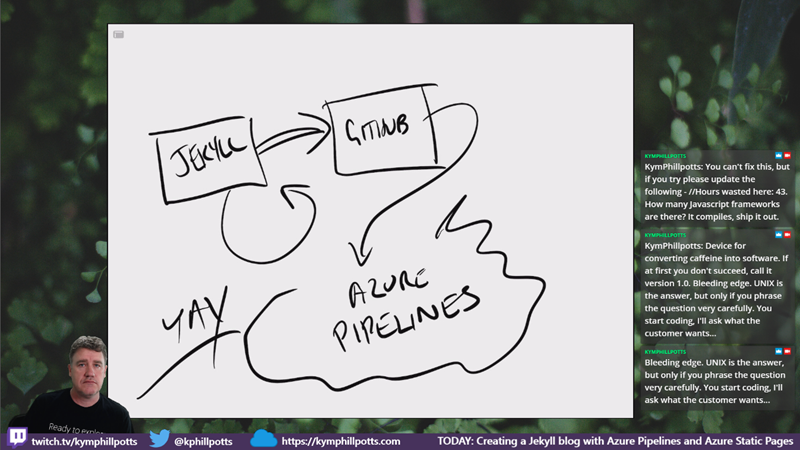 JEKYLL
GITHUB
AZURE
PIPELINES
YAY
KYMPHILLPOTTS
KymPhillpotts: You can't fix this, but
if you try please update the
following - //Hours wasted here: 43.
How many Javascript frameworks
are there? It compiles, ship it out.
KYMPHILLPOTTS
KymPhillpotts: Device for
converting caffeine into software. If
at first you don't succeed, call it
version 1.0. Bleeding edge. UNIX is
the answer, but only if you phrase
the question very carefully. You
start coding, I'll ask what the
customer wants...
KYMPHILLPOTTS
Bleeding edge. UNIX is the answer,
but only if you phrase the question
very carefully. You start coding, I'll
ask what the customer wants...
Ready to
twitch.tv/kymphillpotts
@kphillpotts
https://kymphillpotts.com
TODAY: Creating a Jekyll blog with Azure Pipelines and Azure Static Pages